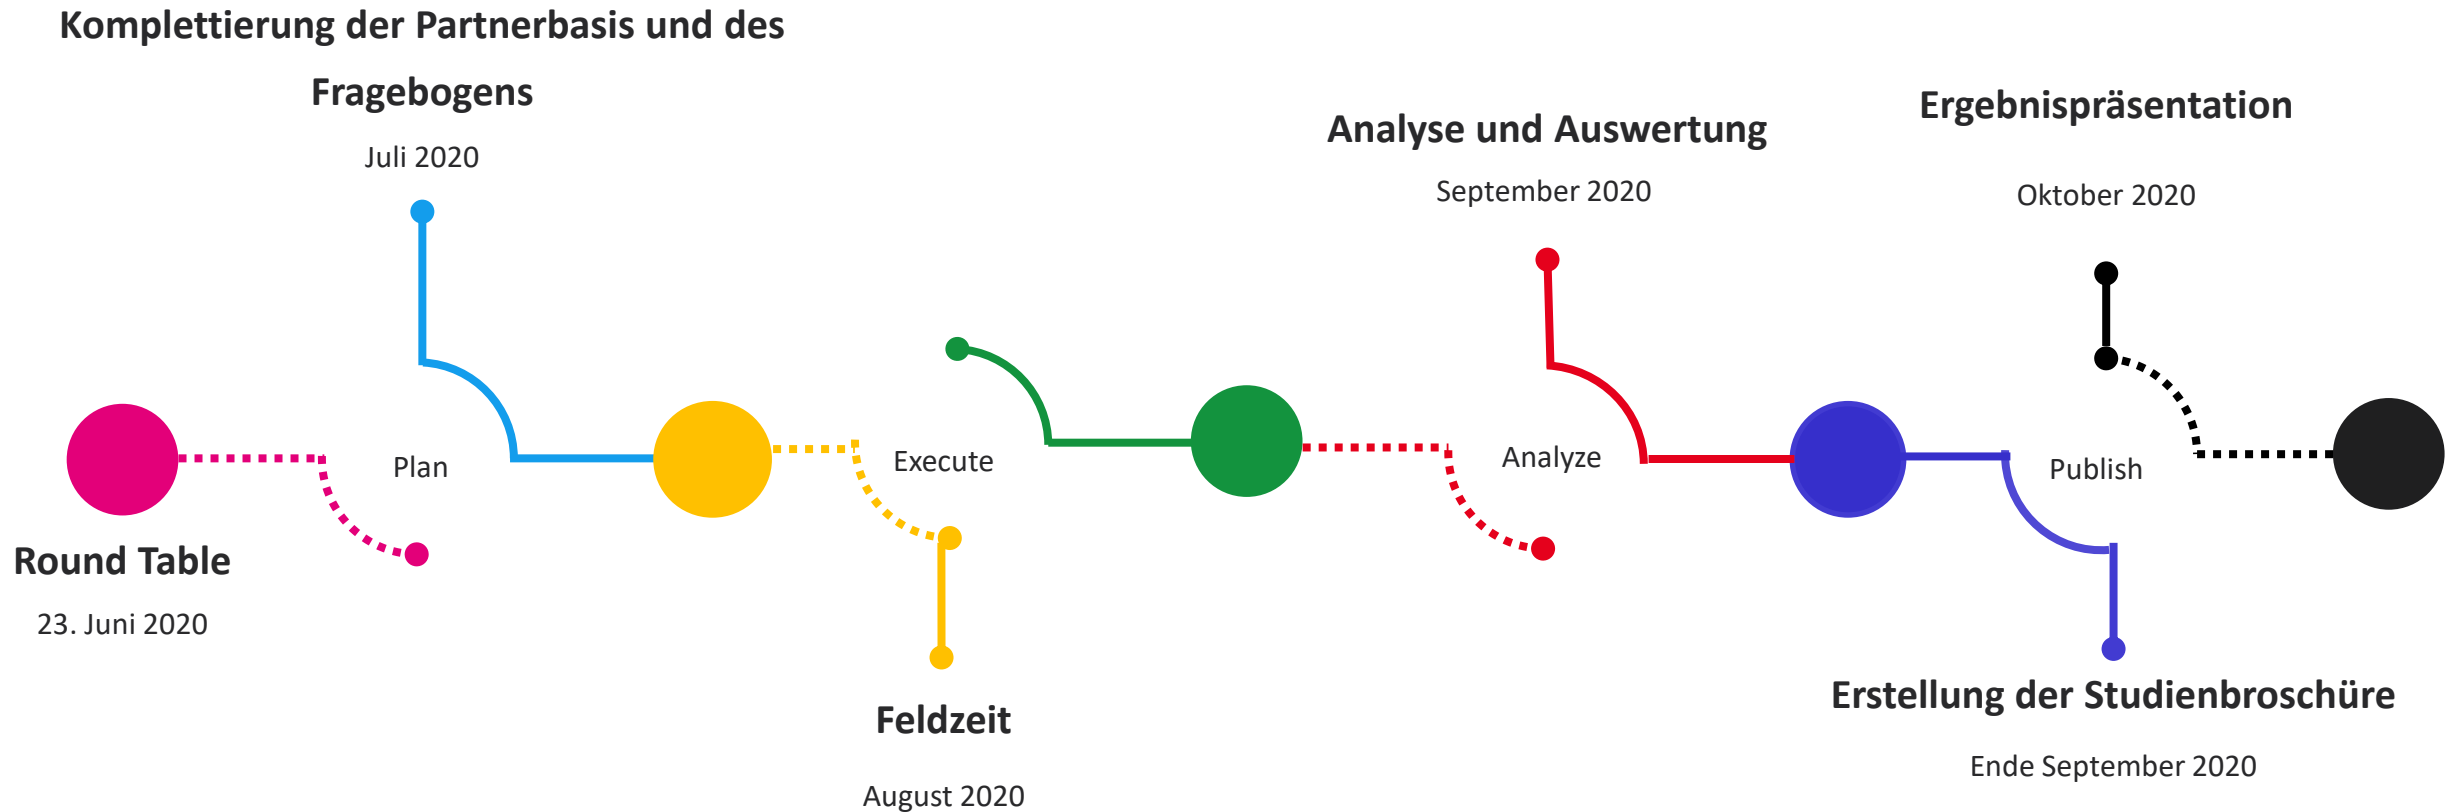 Komplettierung der Partnerbasis und des
Fragebogens
Juli 2020
Plan
Round Table
23. Juni 2020
Execute
Feldzeit
August 2020
Analyse und Auswertung
September 2020
Analyze
Ergebnispräsentation
Oktober 2020
Publish
Erstellung der Studienbroschüre
Ende September 2020